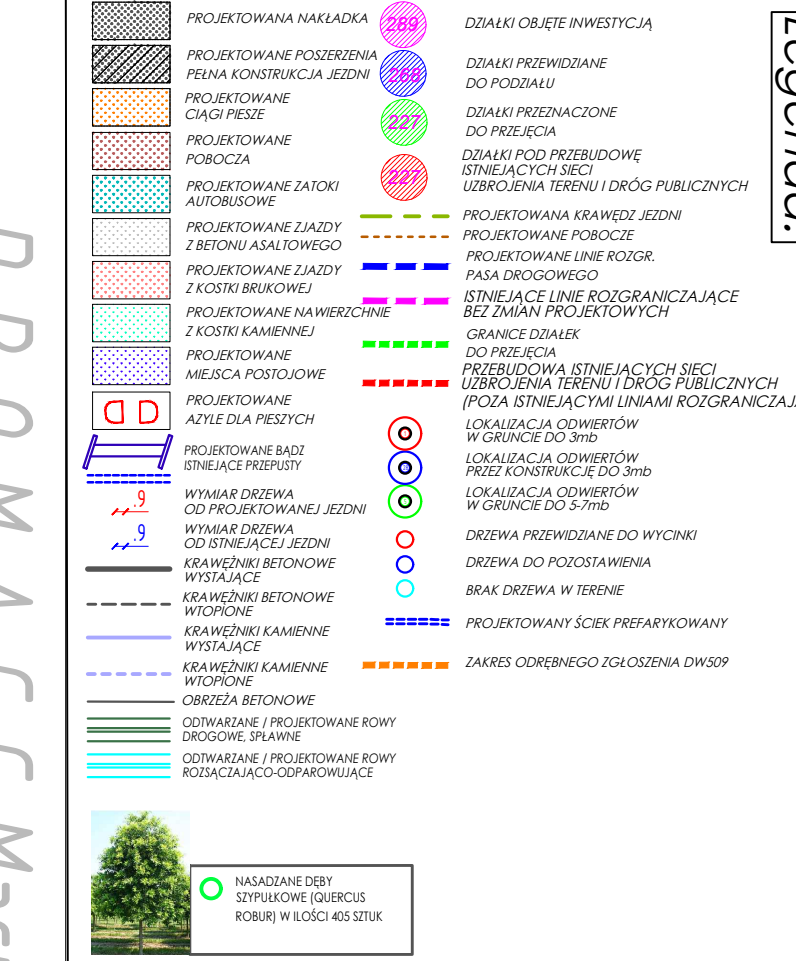 PROJEKTOWANA NAKŁADKA
PROJEKTOWANE POSZERZENIA
PEŁNA KONSTRUKCJA JEZDNI
PROJEKTOWANE
CIĄGI PIESZE
PROJEKTOWANE
POBOCZA
PROJEKTOWANE ZATOKI
AUTOBUSOWE
PROJEKTOWANE ZJAZDY
Z BETONU ASALTOWEGO
PROJEKTOWANE ZJAZDY
Z KOSTKI BRUKOWEJ
PROJEKTOWANE NAWIERZCHNIE
Z KOSTKI KAMIENNEJ
PROJEKTOWANE
MIEJSCA POSTOJOWE
PROJEKTOWANE
AZYLE DLA PIESZYCH
PROJEKTOWANE BĄDZ
ISTNIEJĄCE PRZEPUSTY
.9
WYMIAR DRZEWA
OD PROJEKTOWANEJ JEZDNI
.9
WYMIAR DRZEWA
OD ISTNIEJĄCEJ JEZDNI
KRAWĘŻNIKI BETONOWE
WYSTAJĄCE
KRAWĘŻNIKI BETONOWE
WTOPIONE
KRAWĘŻNIKI KAMIENNE
WYSTAJĄCE
KRAWĘŻNIKI KAMIENNE
WTOPIONE
OBRZEŻA BETONOWE
ODTWARZANE / PROJEKTOWANE ROWY
DROGOWE, SPŁAWNE
ODTWARZANE / PROJEKTOWANE ROWY
ROZSĄCZAJĄCO-ODPAROWUJĄCE
289
DZIAŁKI OBJĘTE INWESTYCJĄ
268
DZIAŁKI PRZEWIDZIANE
DO PODZIAŁU
227
DZIAŁKI PRZEZNACZONE
DO PRZEJĘCIA
227
DZIAŁKI POD PRZEBUDOWĘ
ISTNIEJĄCYCH SIECI
UZBROJENIA TERENU I DRÓG PUBLICZNYCH
PROJEKTOWANA KRAWĘDZ JEZDNI
PROJEKTOWANE POBOCZE
PROJEKTOWANE LINIE ROZGR.
PASA DROGOWEGO
ISTNIEJĄCE LINIE ROZGRANICZAJĄCE
BEZ ZMIAN PROJEKTOWYCH
GRANICE DZIAŁEK
DO PRZEJĘCIA
PRZEBUDOWA ISTNIEJĄCYCH SIECI
UZBROJENIA TERENU I DRÓG PUBLICZNYCH
(POZA ISTNIEJĄCYMI LINIAMI ROZGRANICZAJ
LOKALIZACJA ODWIERTÓW
W GRUNCIE DO 3mb
LOKALIZACJA ODWIERTÓW
PRZEZ KONSTRUKCJĘ DO 3mb
LOKALIZACJA ODWIERTÓW
W GRUNCIE DO 5-7mb
DRZEWA PRZEWIDZIANE DO WYCINKI
DRZEWA DO POZOSTAWIENIA
BRAK DRZEWA W TERENIE
PROJEKTOWANY ŚCIEK PREFARYKOWANY
ZAKRES ODRĘBNEGO ZGŁOSZENIA DW509
NASADZANE DĘBY
SZYPUŁKOWE (QUERCUS
ROBUR) W ILOŚCI 405 SZTUK